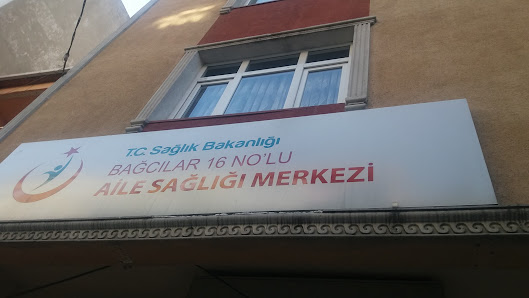 T.C. Sağlık Bakanlığı
BAĞCILAR 16 NO'LU
AİLE SAĞLIĞI MERKEZİ